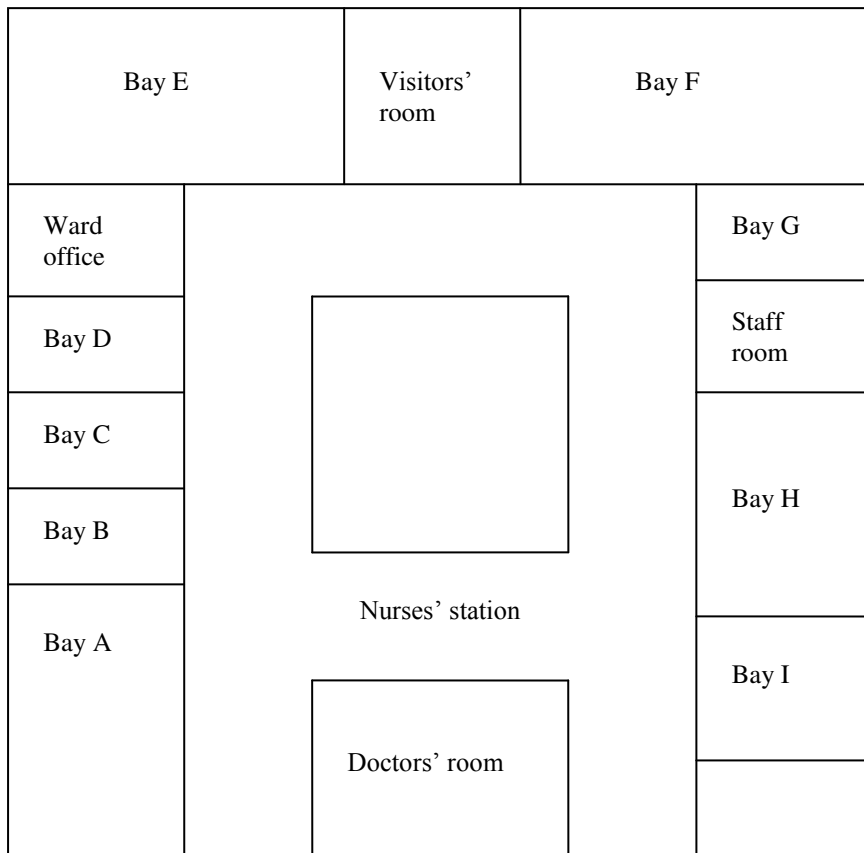 Bay E
Visitors’
room
Bay F
Ward
office
Bay G
Bay D
Staff
room
Bay C
Bay H
Bay B
Nurses’ station
Bay A
Bay I
Doctors’ room